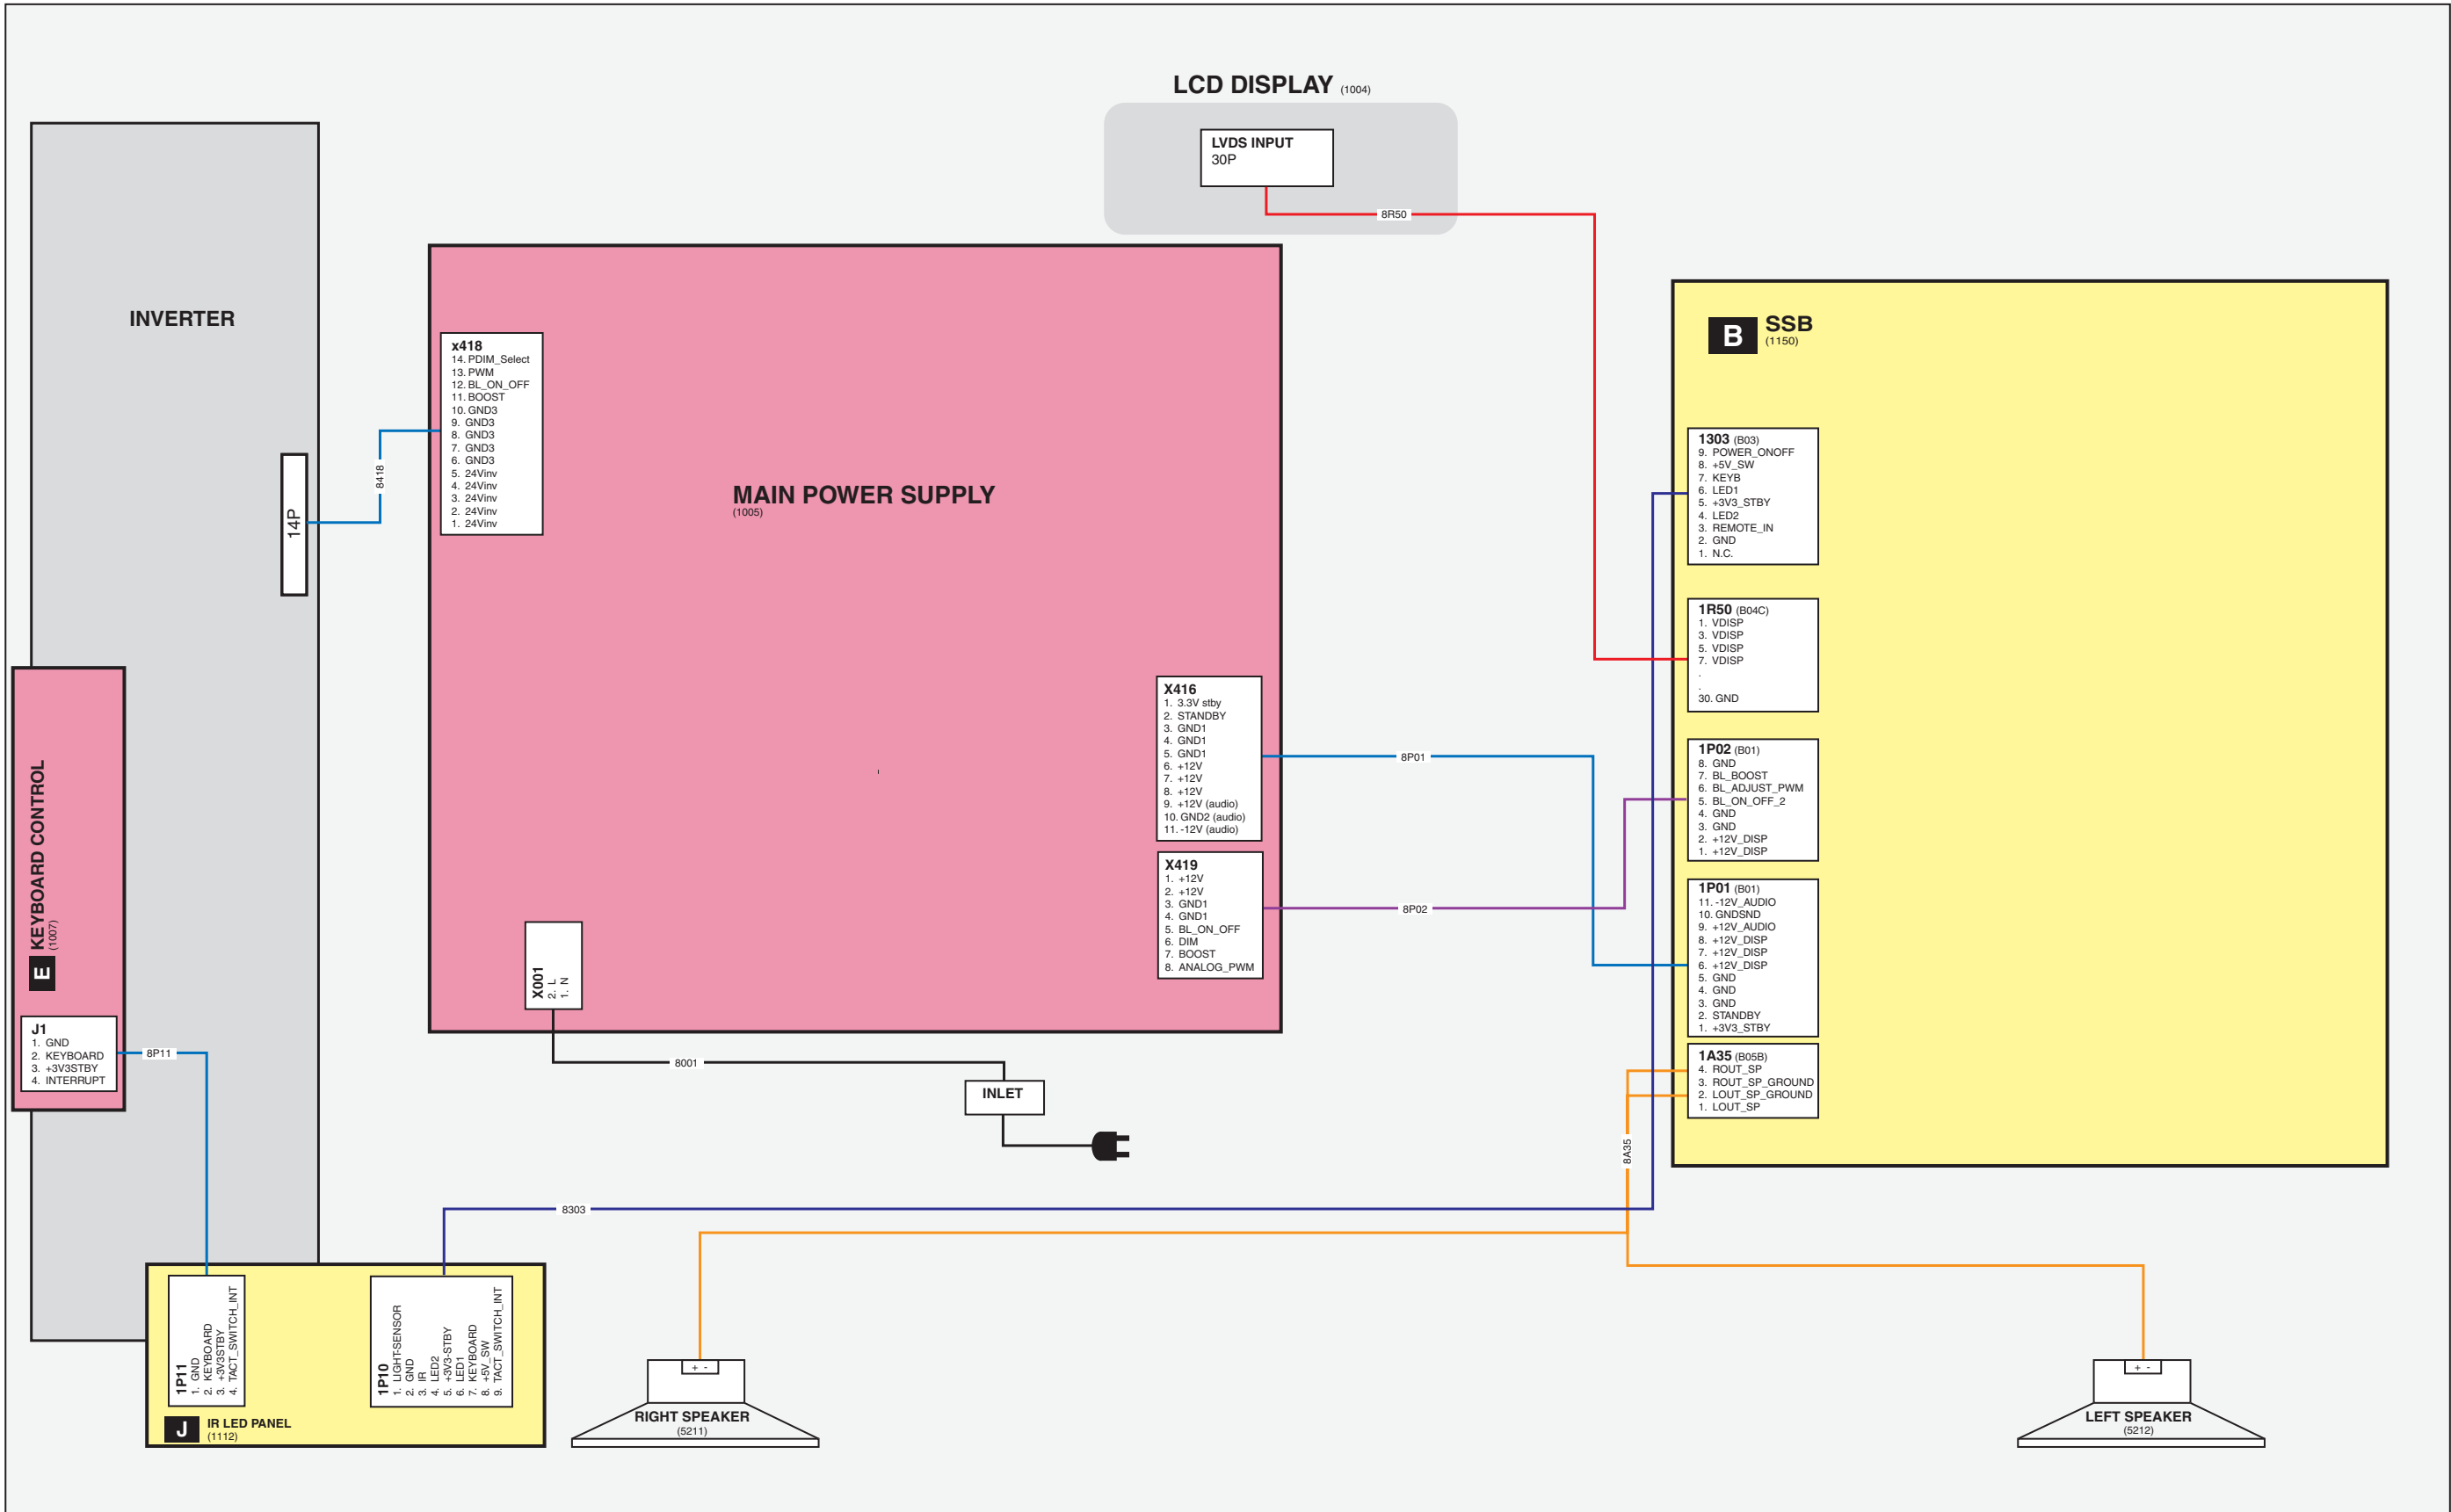 LCD DISPLAY (1004)
LVDS INPUT
30P
8R50
INVERTER
14P
8418
x418
14. PDIM_Select
13. PWM
12. BL_ON_OFF
11. BOOST
10. GND3
9. GND3
8. GND3
7. GND3
6. GND3
5. 24Vinv
4. 24Vinv
3. 24Vinv
2. 24Vinv
1. 24Vinv
MAIN POWER SUPPLY
(1005)
X416
1. 3.3V stby
2. STANDBY
3. GND1
4. GND1
5. GND1
6. +12V
7. +12V
8. +12V
9. +12V (audio)
10. GND2 (audio)
11. -12V (audio)
X419
1. +12V
2. +12V
3. GND1
4. GND1
5. BL_ON_OFF
6. DIM
7. BOOST
8. ANALOG_PWM
X001
2. L
1. N
8P01
8P02
8001
INLET
B
SSB
(1150)
1303 (B03)
9. POWER_ONOFF
8. +5V_SW
7. KEYB
6. LED1
5. +3V3_STBY
4. LED2
3. REMOTE_IN
2. GND
1. N.C.
1R50 (B04C)
1. VDISP
3. VDISP
5. VDISP
7. VDISP
.
.
30. GND
1P02 (B01)
8. GND
7. BL_BOOST
6. BL_ADJUST_PWM
5. BL_ON_OFF_2
4. GND
3. GND
2. +12V_DISP
1. +12V_DISP
1P01 (B01)
11. -12V_AUDIO
10. GNDSND
9. +12V_AUDIO
8. +12V_DISP
7. +12V_DISP
6. +12V_DISP
5. GND
4. GND
3. GND
2. STANDBY
1. +3V3_STBY
1A35 (B05B)
4. ROUT_SP
3. ROUT_SP_GROUND
2. LOUT_SP_GROUND
1. LOUT_SP
8A35
E
KEYBOARD CONTROL
(1007)
J1
1. GND
2. KEYBOARD
3. +3V3STBY
4. INTERRUPT
8P11
8303
1P11
1. GND
2. KEYBOARD
3. +3V3STBY
4. TACT_SWITCH_INT
1P10
1. LIGHT-SENSOR
2. GND
3. IR
4. LED2
5. +3V3-STBY
6. LED1
7. KEYBOARD
8. +5V_SW
9. TACT_SWITCH_INT
J
IR LED PANEL
(1112)
+ -
RIGHT SPEAKER
(5211)
+ -
LEFT SPEAKER
(5212)